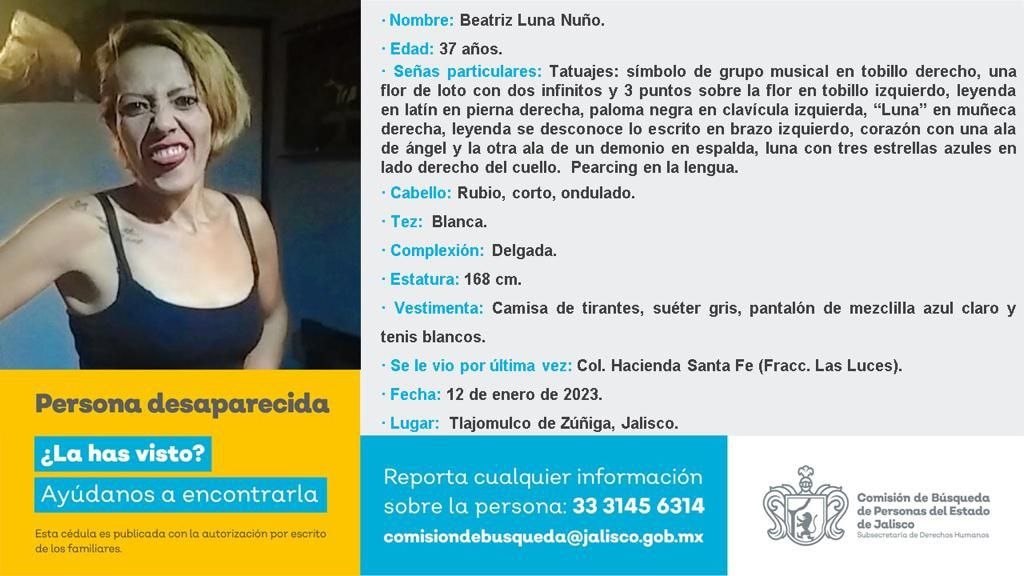 · Nombre: Beatriz Luna Nuño.
· Edad: 37 años.
· Señas particulares: Tatuajes: símbolo de grupo musical en tobillo derecho, una
flor de loto con dos infinitos y 3 puntos sobre la flor en tobillo izquierdo, leyenda
en latín en pierna derecha, paloma negra en clavícula izquierda, “Luna” en muñeca
derecha, leyenda se desconoce lo escrito en brazo izquierdo, corazón con una ala
de ángel y la otra ala de un demonio en espalda, luna con tres estrellas azules en
lado derecho del cuello. Pearcing en la lengua.
· Cabello: Rubio, corto, ondulado.
· Tez: Blanca.
· Complexión: Delgada.
· Estatura: 168 cm.
· Vestimenta: Camisa de tirantes, suéter gris, pantalón de mezclilla azul claro y
tenis blancos.
· Se le vio por última vez: Col. Hacienda Santa Fe (Fracc. Las Luces).
· Fecha: 12 de enero de 2023.
· Lugar: Tlajomulco de Zúñiga, Jalisco.
Persona desaparecida
¿La has visto?
Ayúdanos a encontrarla
Esta cédula es publicada con la autorización por escrito
de los familiares.
Reporta cualquier información
sobre la persona: 33 3145 6314
comisiondebusqueda@jalisco.gob.mx
Comisión de Búsqueda
de Personas del Estado
de Jalisco
Subsecretaría de Derechos Humanos